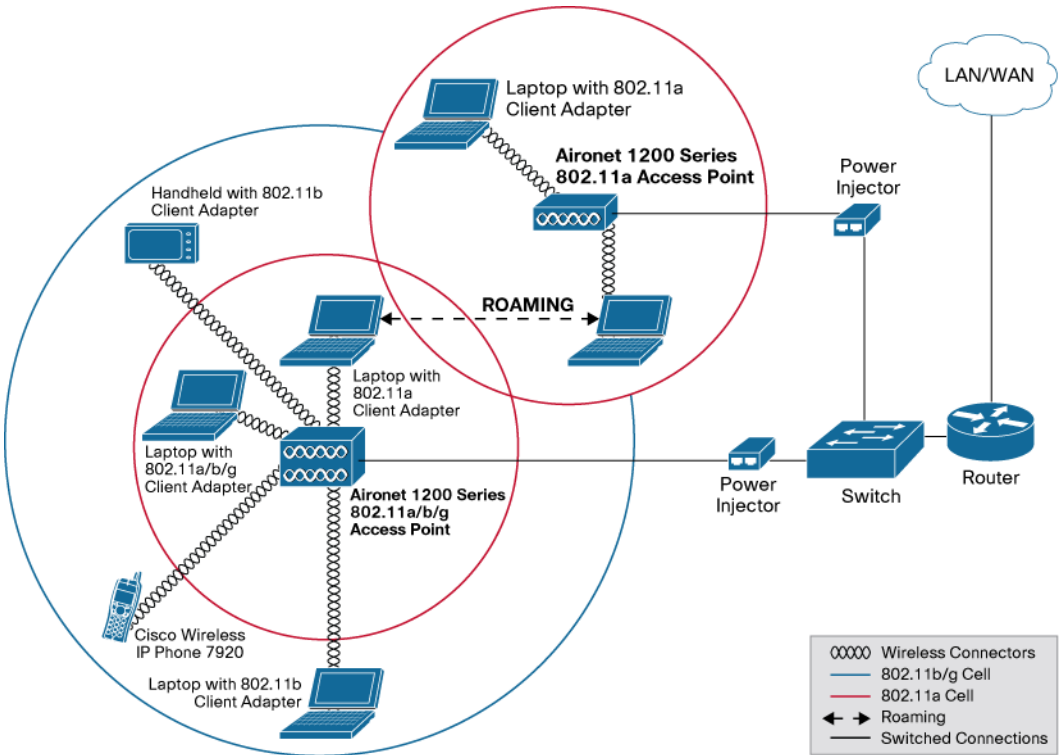 LAN/WAN
Laptop with 802.11a
Client Adapter
Aironet 1200 Series
802.11a Access Point
Power
Injector
Handheld with 802.11b
Client Adapter
ROAMING
Laptop with
802.11a
Client Adapter
Laptop with
802.11a/b/g
Client Adapter
Aironet 1200 Series
802.11a/b/g
Access Point
Power
Injector
Switch
Router
Cisco Wireless
IP Phone 7920
Laptop with 802.11b
Client Adapter
Wireless Connectors
802.11b/g Cell
802.11a Cell
Roaming
Switched Connections